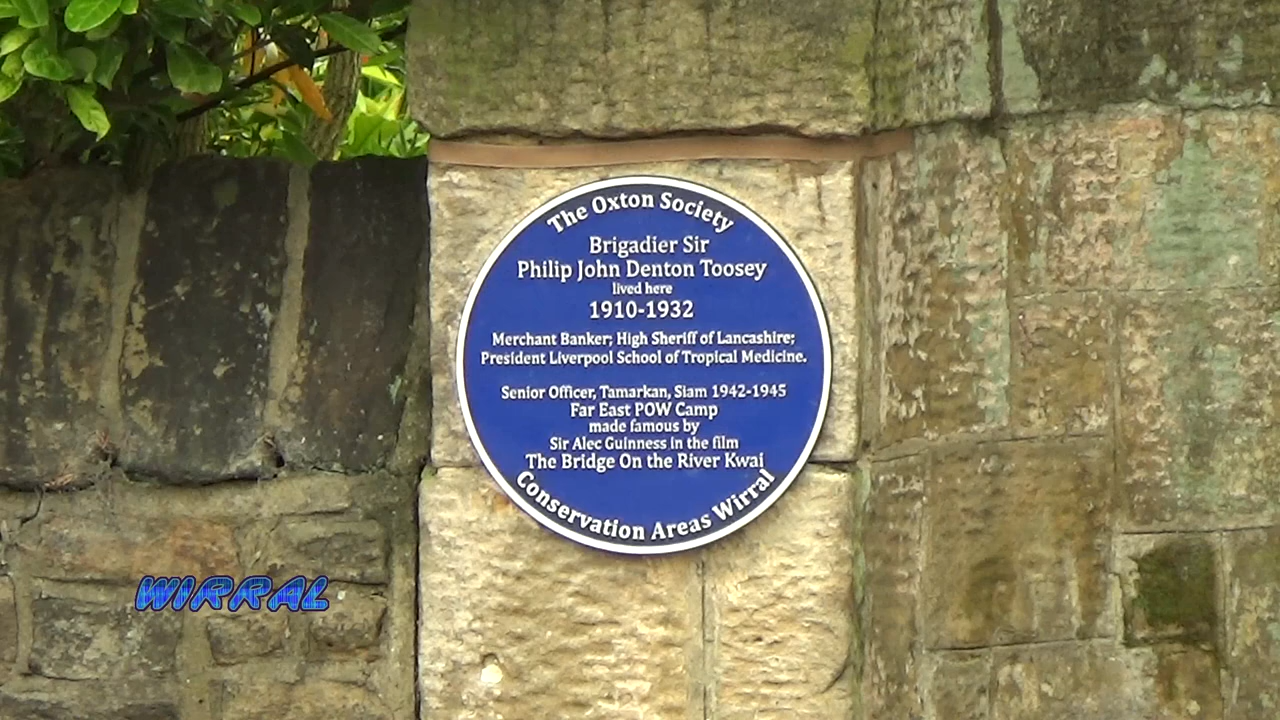 The Oxton Society
Brigadier Sir
Philip John Denton Toosey
lived here
1910-1932
Merchant Banker; High Sheriff of Lancashire;
President Liverpool School of Tropical Medicine.
Senior Officer, Tamarkan, Siam 1942-1945
Far East POW Camp
made famous by
Sir Alec Guinness in the film
The Bridge On the River Kwai
Conservation Areas Wirral
WIRRAL